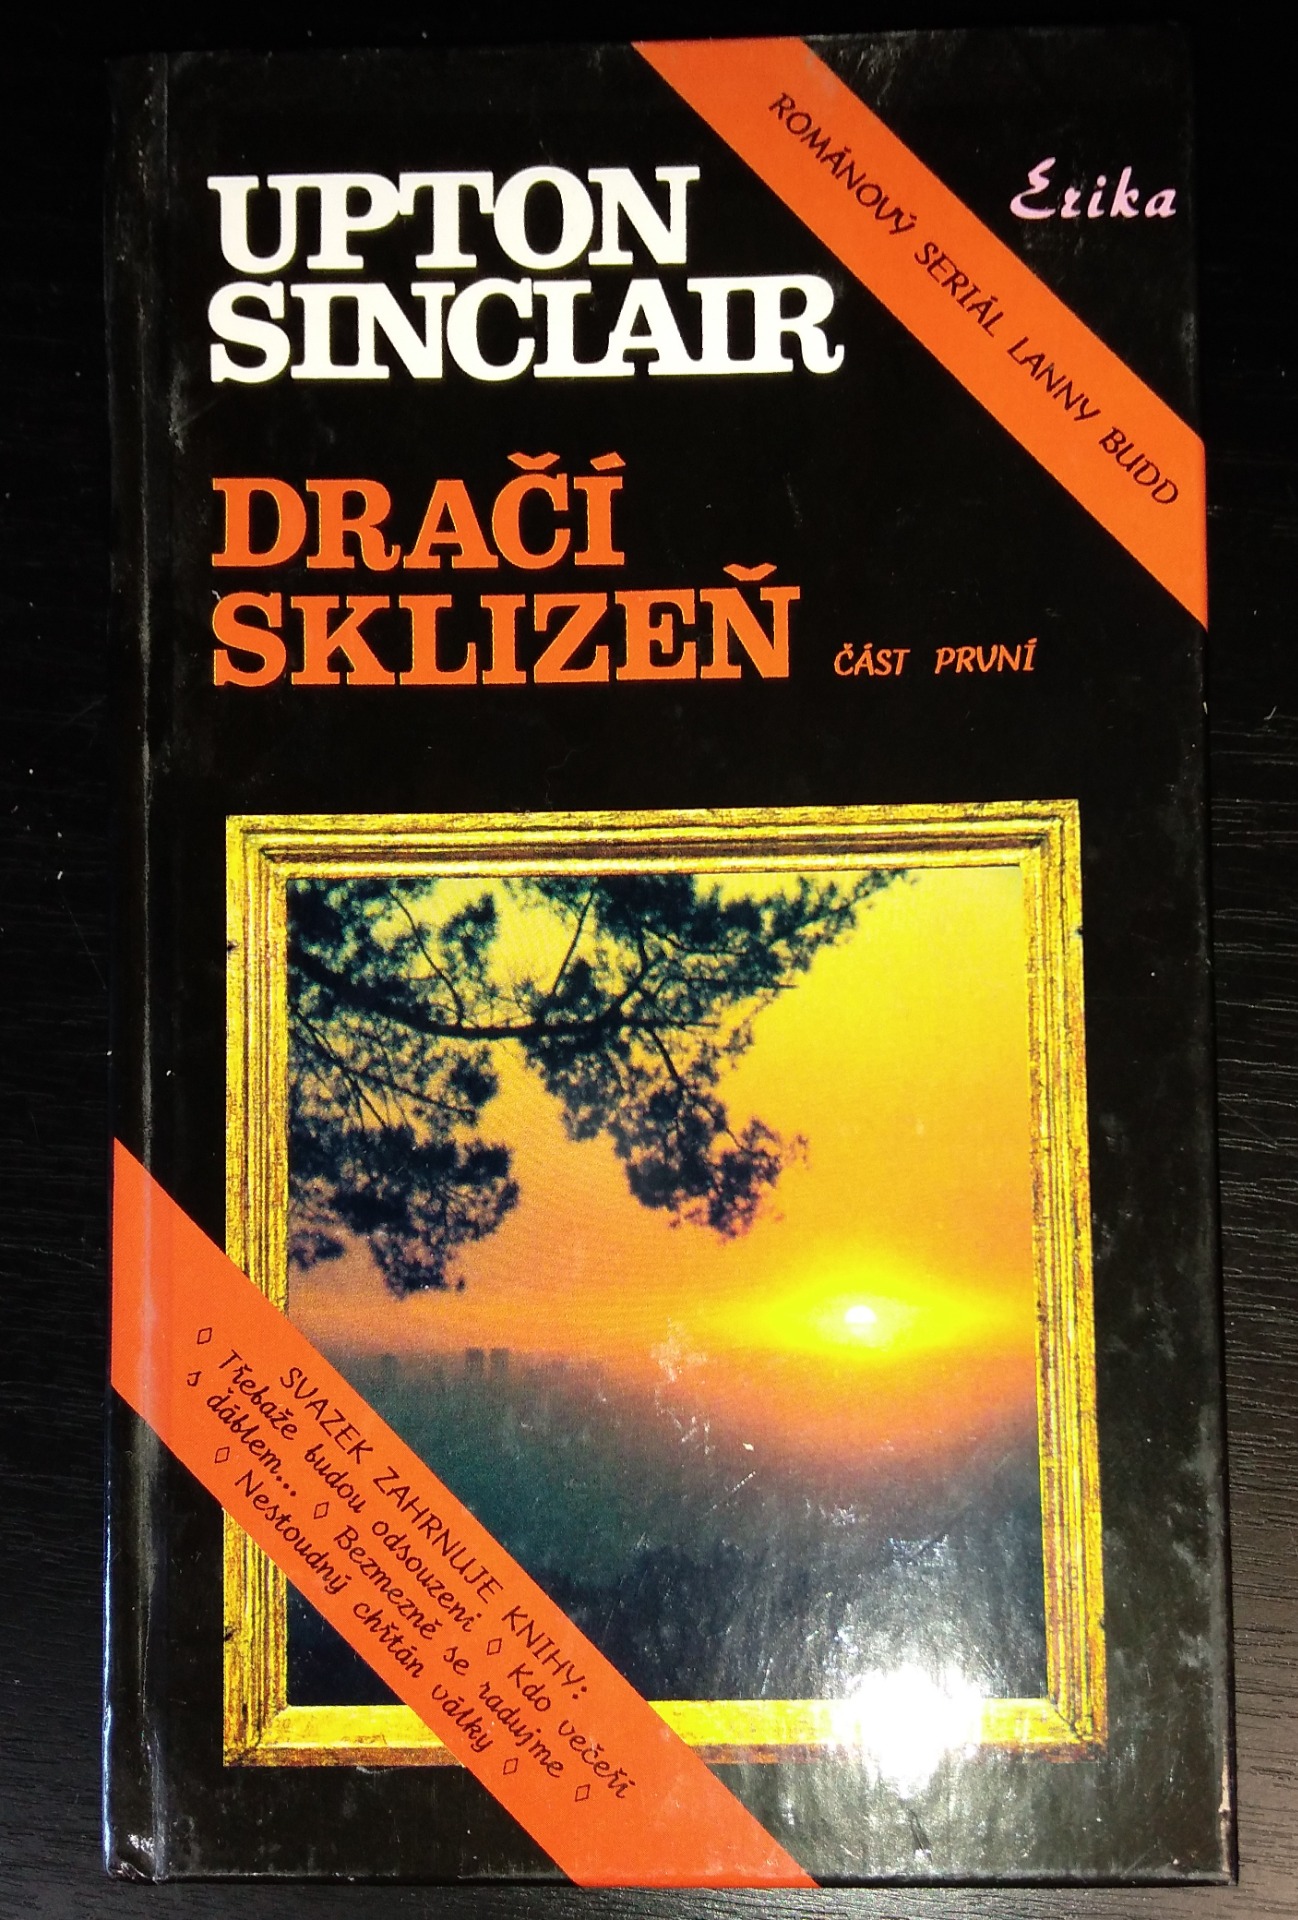 ROMÁNOVÝ SERIÁL LANNY BUDD
Erika
UPTON
SINCLAIR
DRAČÍ
SKLIZEŇ ČÁST PRVNÍ
SVAZEK ZAHRNUJE KNIHY:
◊ Třebaže budou odsouzeni ◊ Kdo večeří
s ďáblem... ◊ Bezmezně se radujme ◊
◊ Nestoudný chřtán války ◊